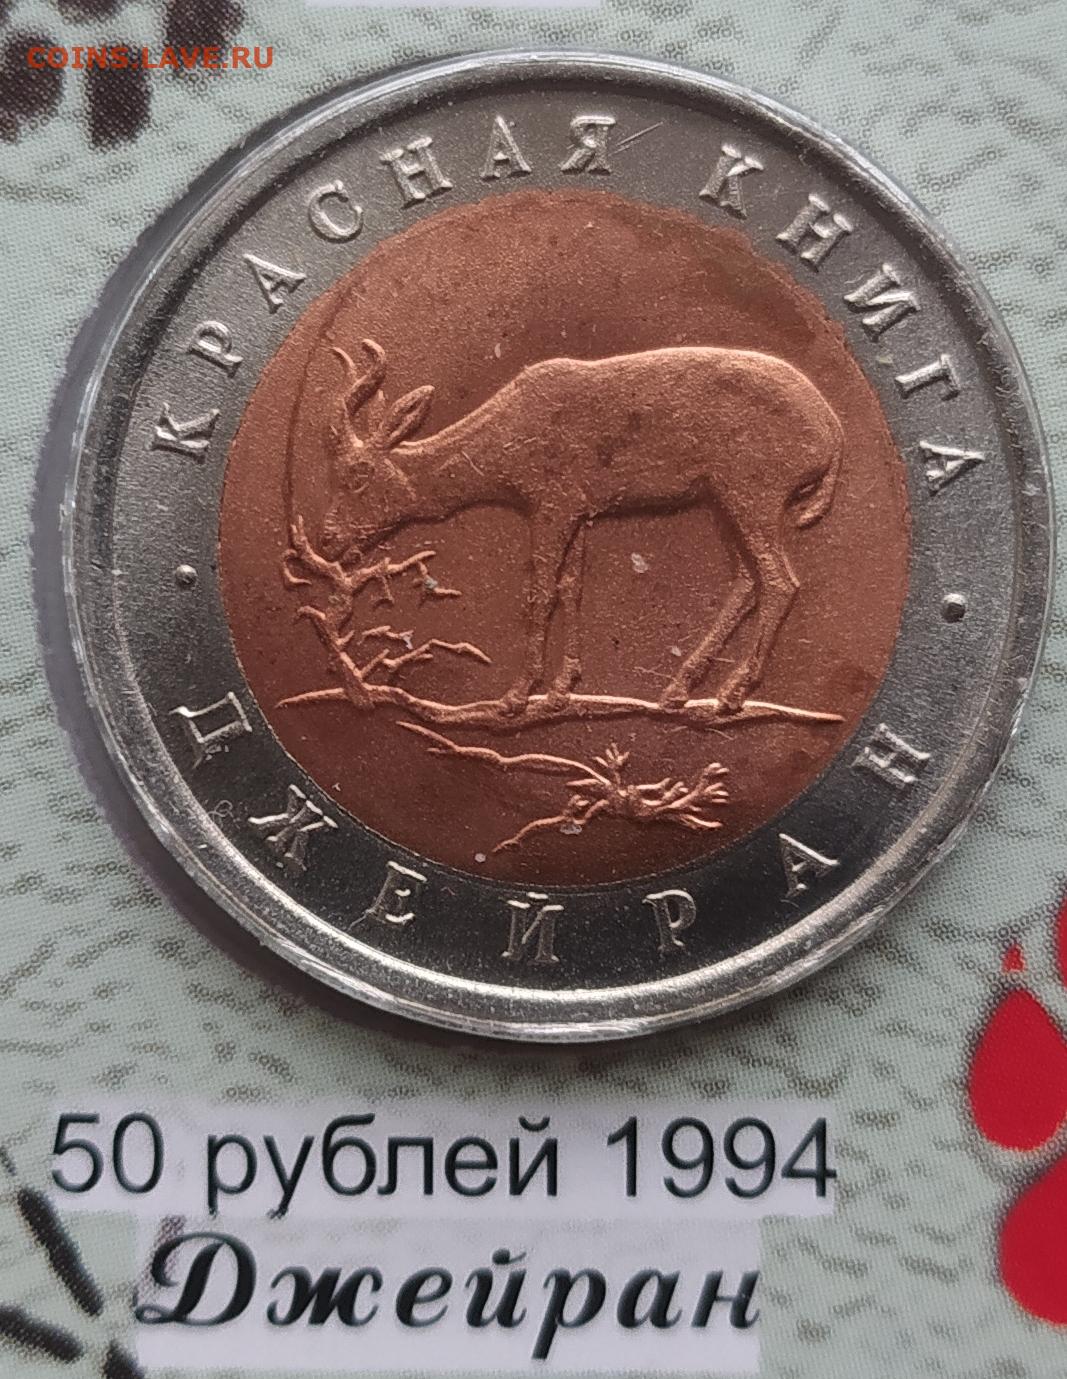 COINS.LAVE.RU
КРАСНАЯ КНИГА
ДЖЕЙРАН
50 рублей 1994
Джейран